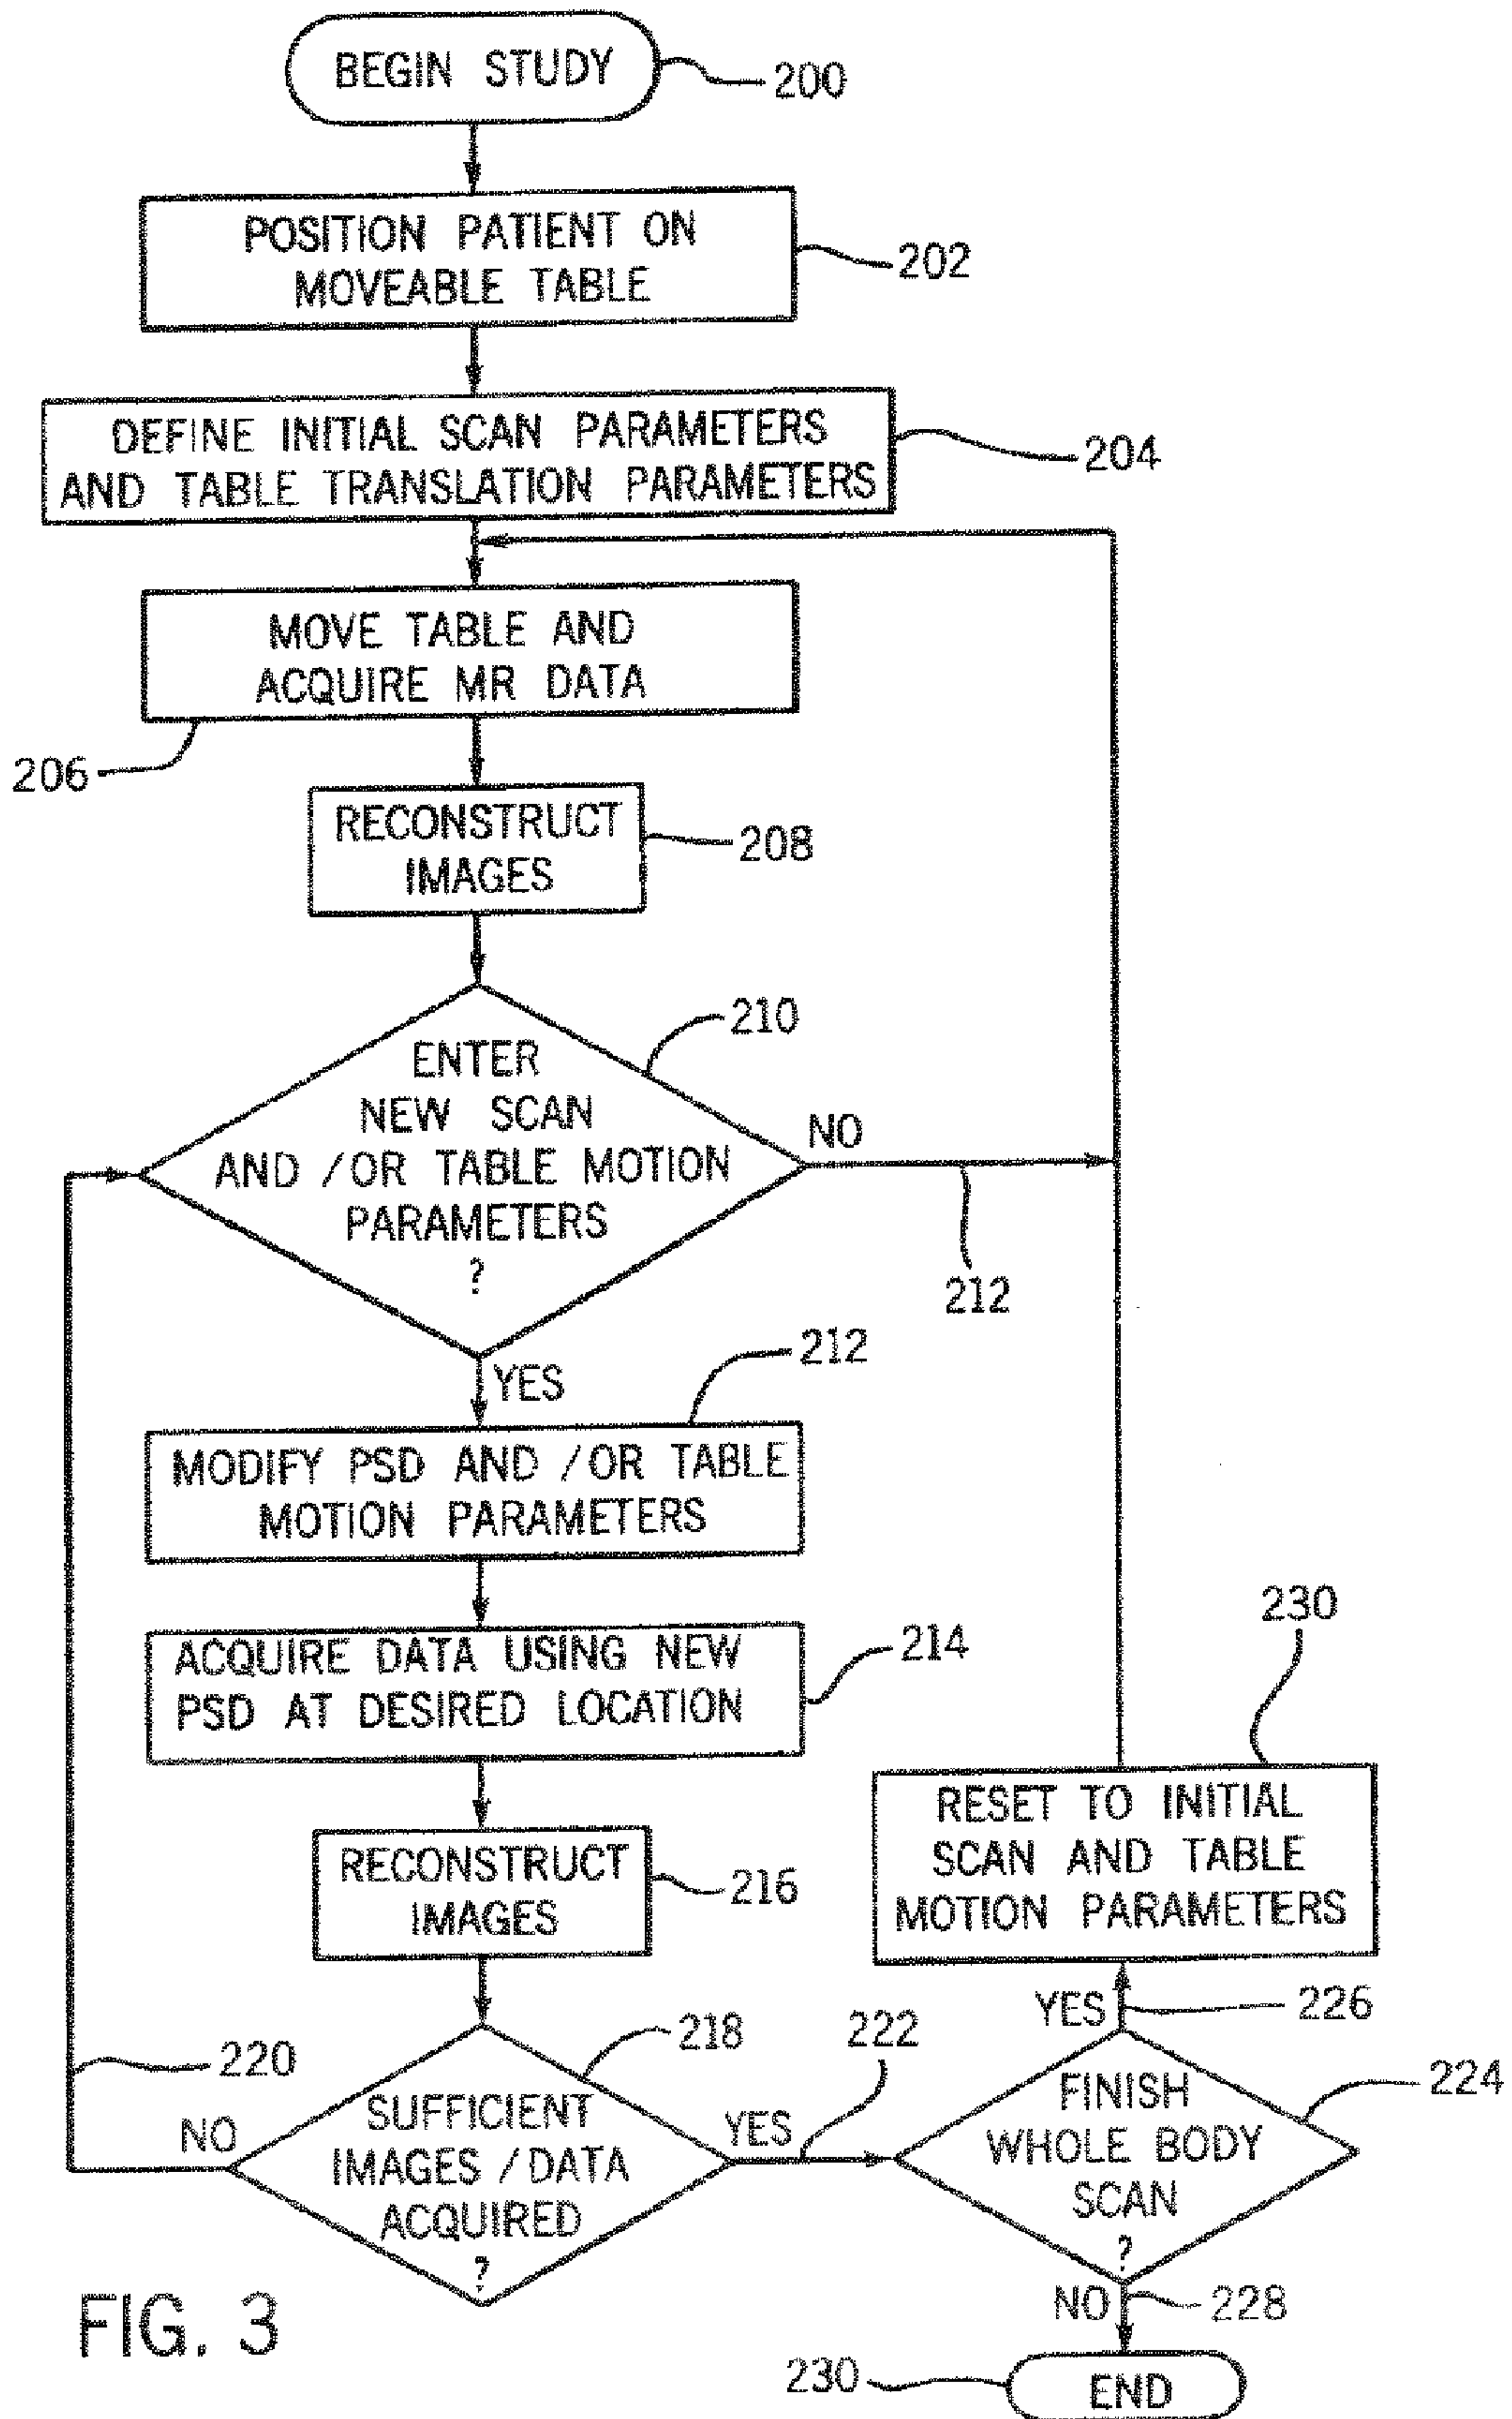 BEGIN STUDY
200
POSITION PATIENT ON
MOVEABLE TABLE
202
DEFINE INITIAL SCAN PARAMETERS
AND TABLE TRANSLATION PARAMETERS
204
MOVE TABLE AND
ACQUIRE MR DATA
206
RECONSTRUCT
IMAGES
208
ENTER
NEW SCAN
AND /OR TABLE MOTION
PARAMETERS
?
210
NO
212
YES
212
MODIFY PSD AND /OR TABLE
MOTION PARAMETERS
ACQUIRE DATA USING NEW
PSD AT DESIRED LOCATION
214
RECONSTRUCT
IMAGES
216
SUFFICIENT
IMAGES /DATA
ACQUIRED
?
218
NO
220
YES
222
FINISH
WHOLE BODY
SCAN
?
224
YES
226
RESET TO INITIAL
SCAN AND TABLE
MOTION PARAMETERS
230
NO
228
END
230
FIG. 3